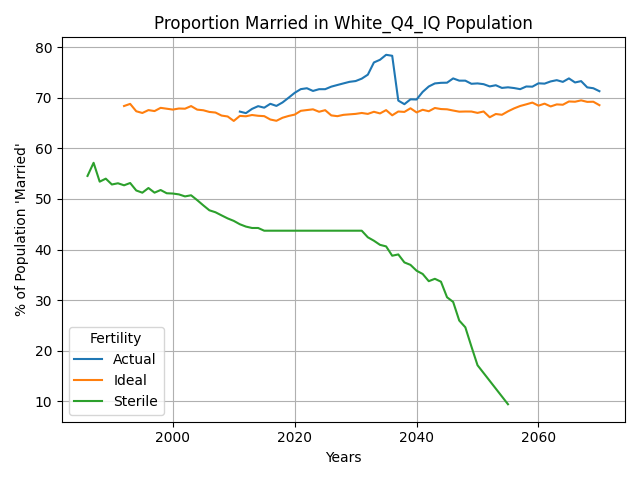 Proportion Married in White_Q4_IQ Population
% of Population 'Married'
80
70
60
50
40
30
20
10
Fertility
Actual
Ideal
Sterile
2000
2020
2040
2060
Years